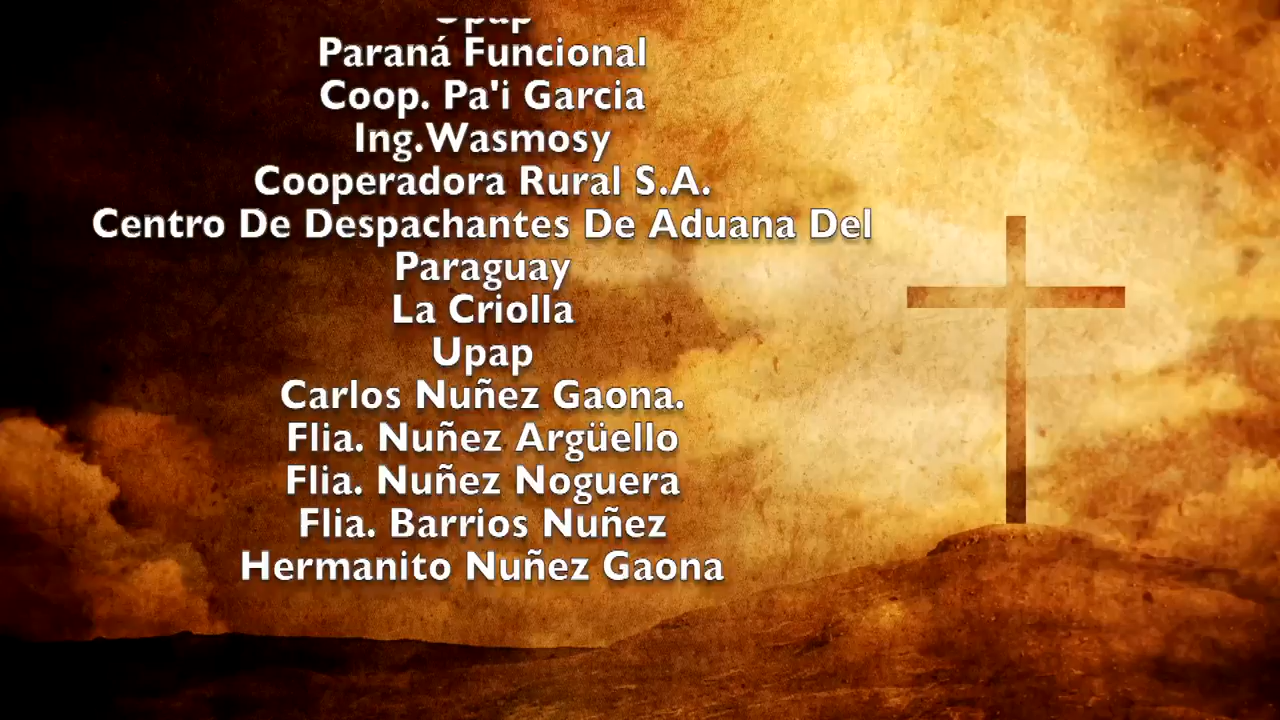 Paraná Funcional
Coop. Pa'i Garcia
Ing.Wasmosy
Cooperadora Rural S.A.
Centro De Despachantes De Aduana Del
Paraguay
La Criolla
Upap
Carlos Nuñez Gaona.
Flia. Nuñez Argüello
Flia. Nuñez Noguera
Flia. Barrios Nuñez
Hermanito Nuñez Gaona